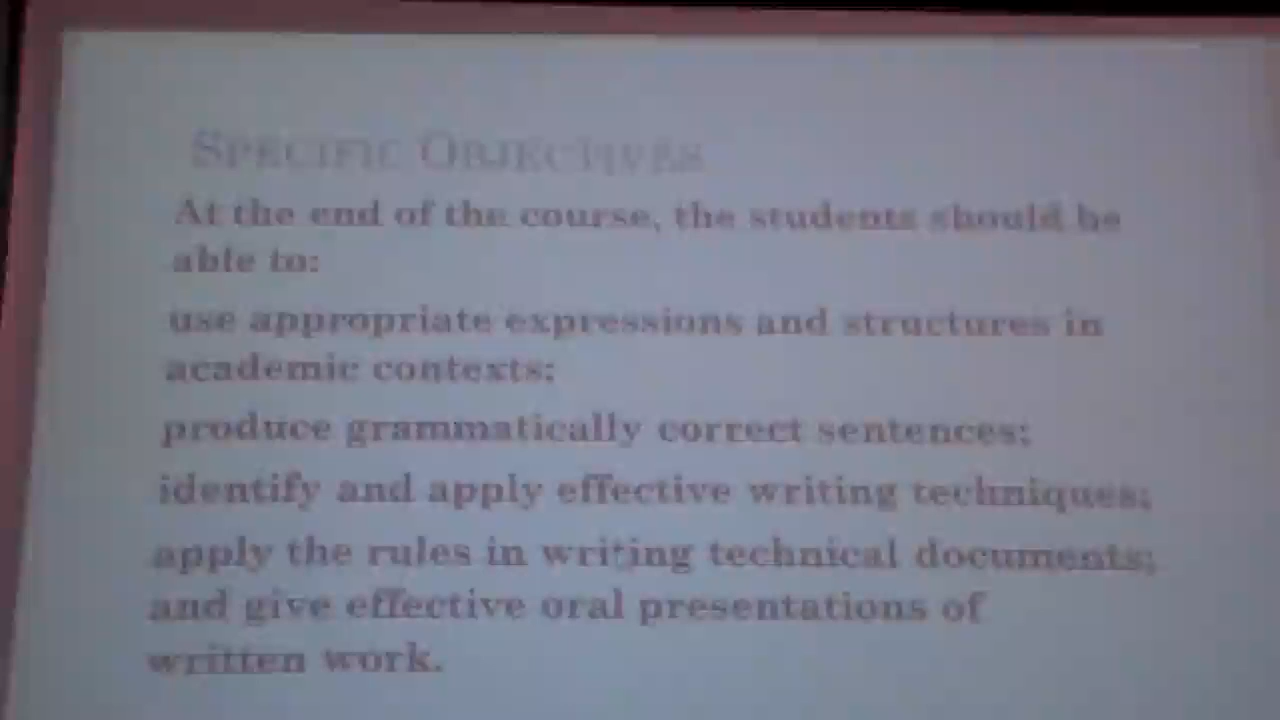 SPECIFIC OBJECTIVES
At the end of the course, the students should be
able to:
use appropriate expressions and structures in
academic contexts;
produce grammatically correct sentences;
identify and apply effective writing techniques;
apply the rules in writing technical documents;
and give effective oral presentations of
written work.